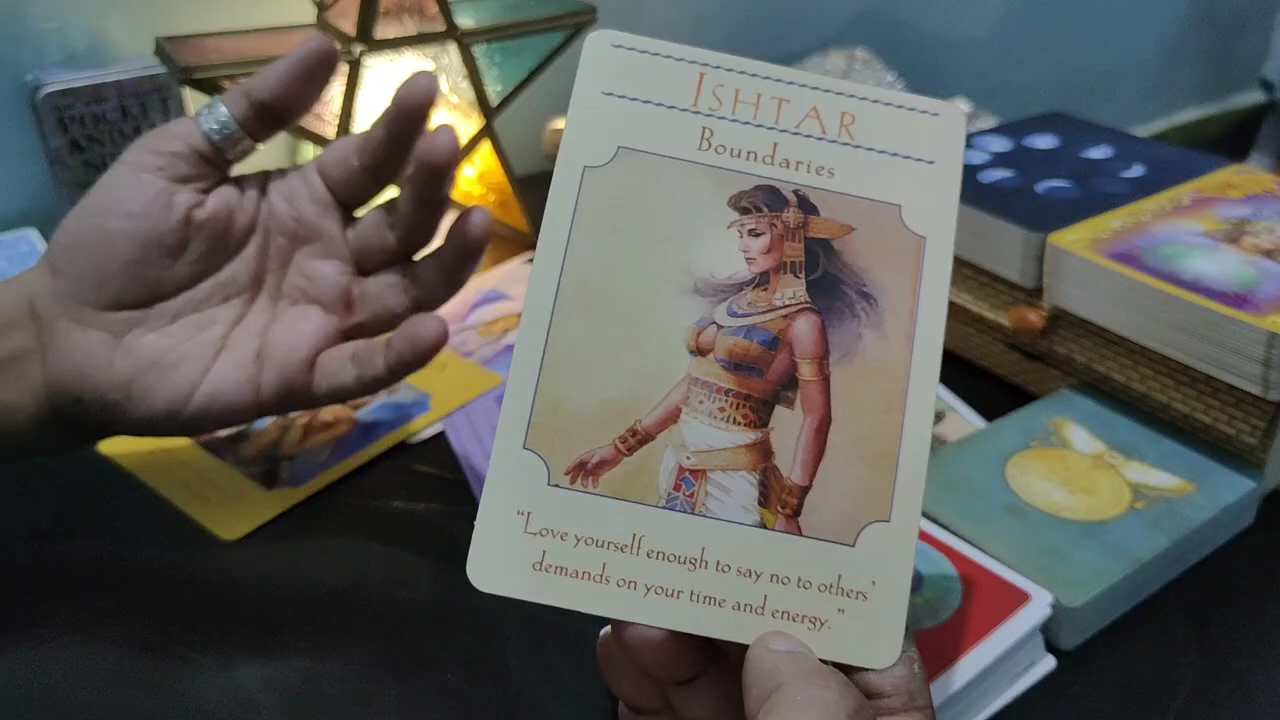 ISHTAR
Boundaries
“Love yourself enough to say no to others’
demands on your time and energy.”